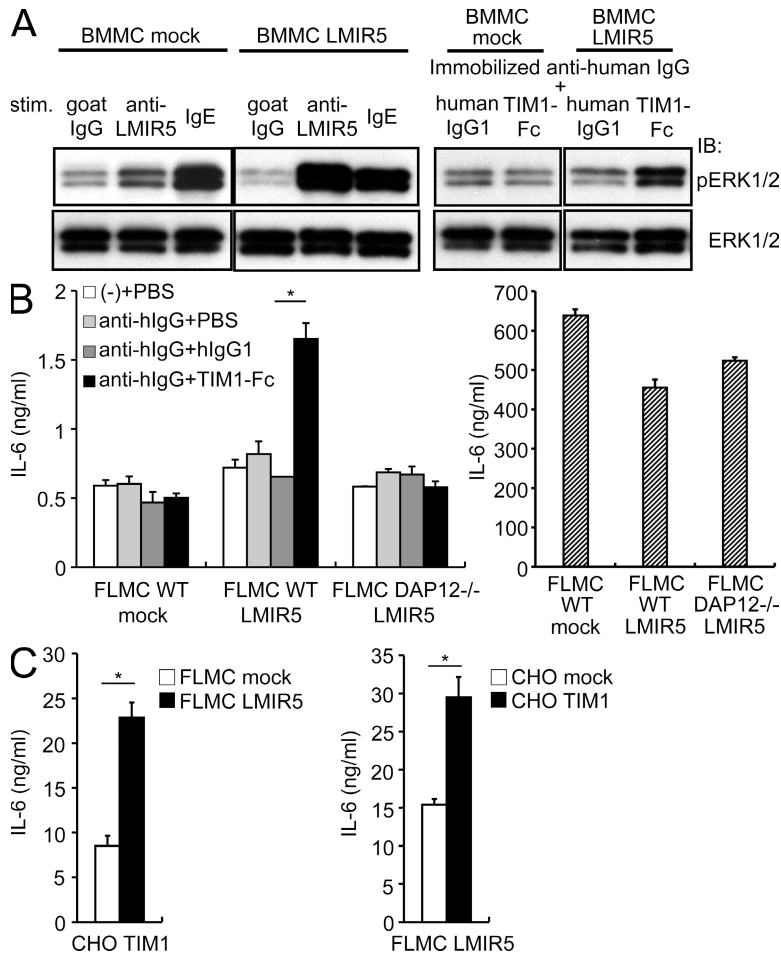 A
BMMC mock
BMMC LMIR5
BMMC
mock
BMMC
LMIR5
Immobilized anti-human IgG
+
stim.
goat
IgG
anti-
LMIR5
IgE
goat
IgG
anti-
LMIR5
IgE
human
IgG1
TIM1-
Fc
human
IgG1
TIM1-
Fc
IB:
pERK1/2
ERK1/2
B
IL-6 (ng/ml)
2
1.5
1
0.5
0
(-)+PBS
anti-hIgG+PBS
anti-hIgG+hIgG1
anti-hIgG+TIM1-Fc
*
FLMC WT
mock
FLMC WT
LMIR5
FLMC DAP12-/-
LMIR5
IL-6 (ng/ml)
700
600
500
400
300
200
100
0
FLMC
WT
mock
FLMC
WT
LMIR5
FLMC
DAP12-/-
LMIR5
C
IL-6 (ng/ml)
30
25
20
15
10
5
0
*
FLMC mock
FLMC LMIR5
CHO TIM1
IL-6 (ng/ml)
35
30
25
20
15
10
5
0
*
CHO mock
CHO TIM1
FLMC LMIR5